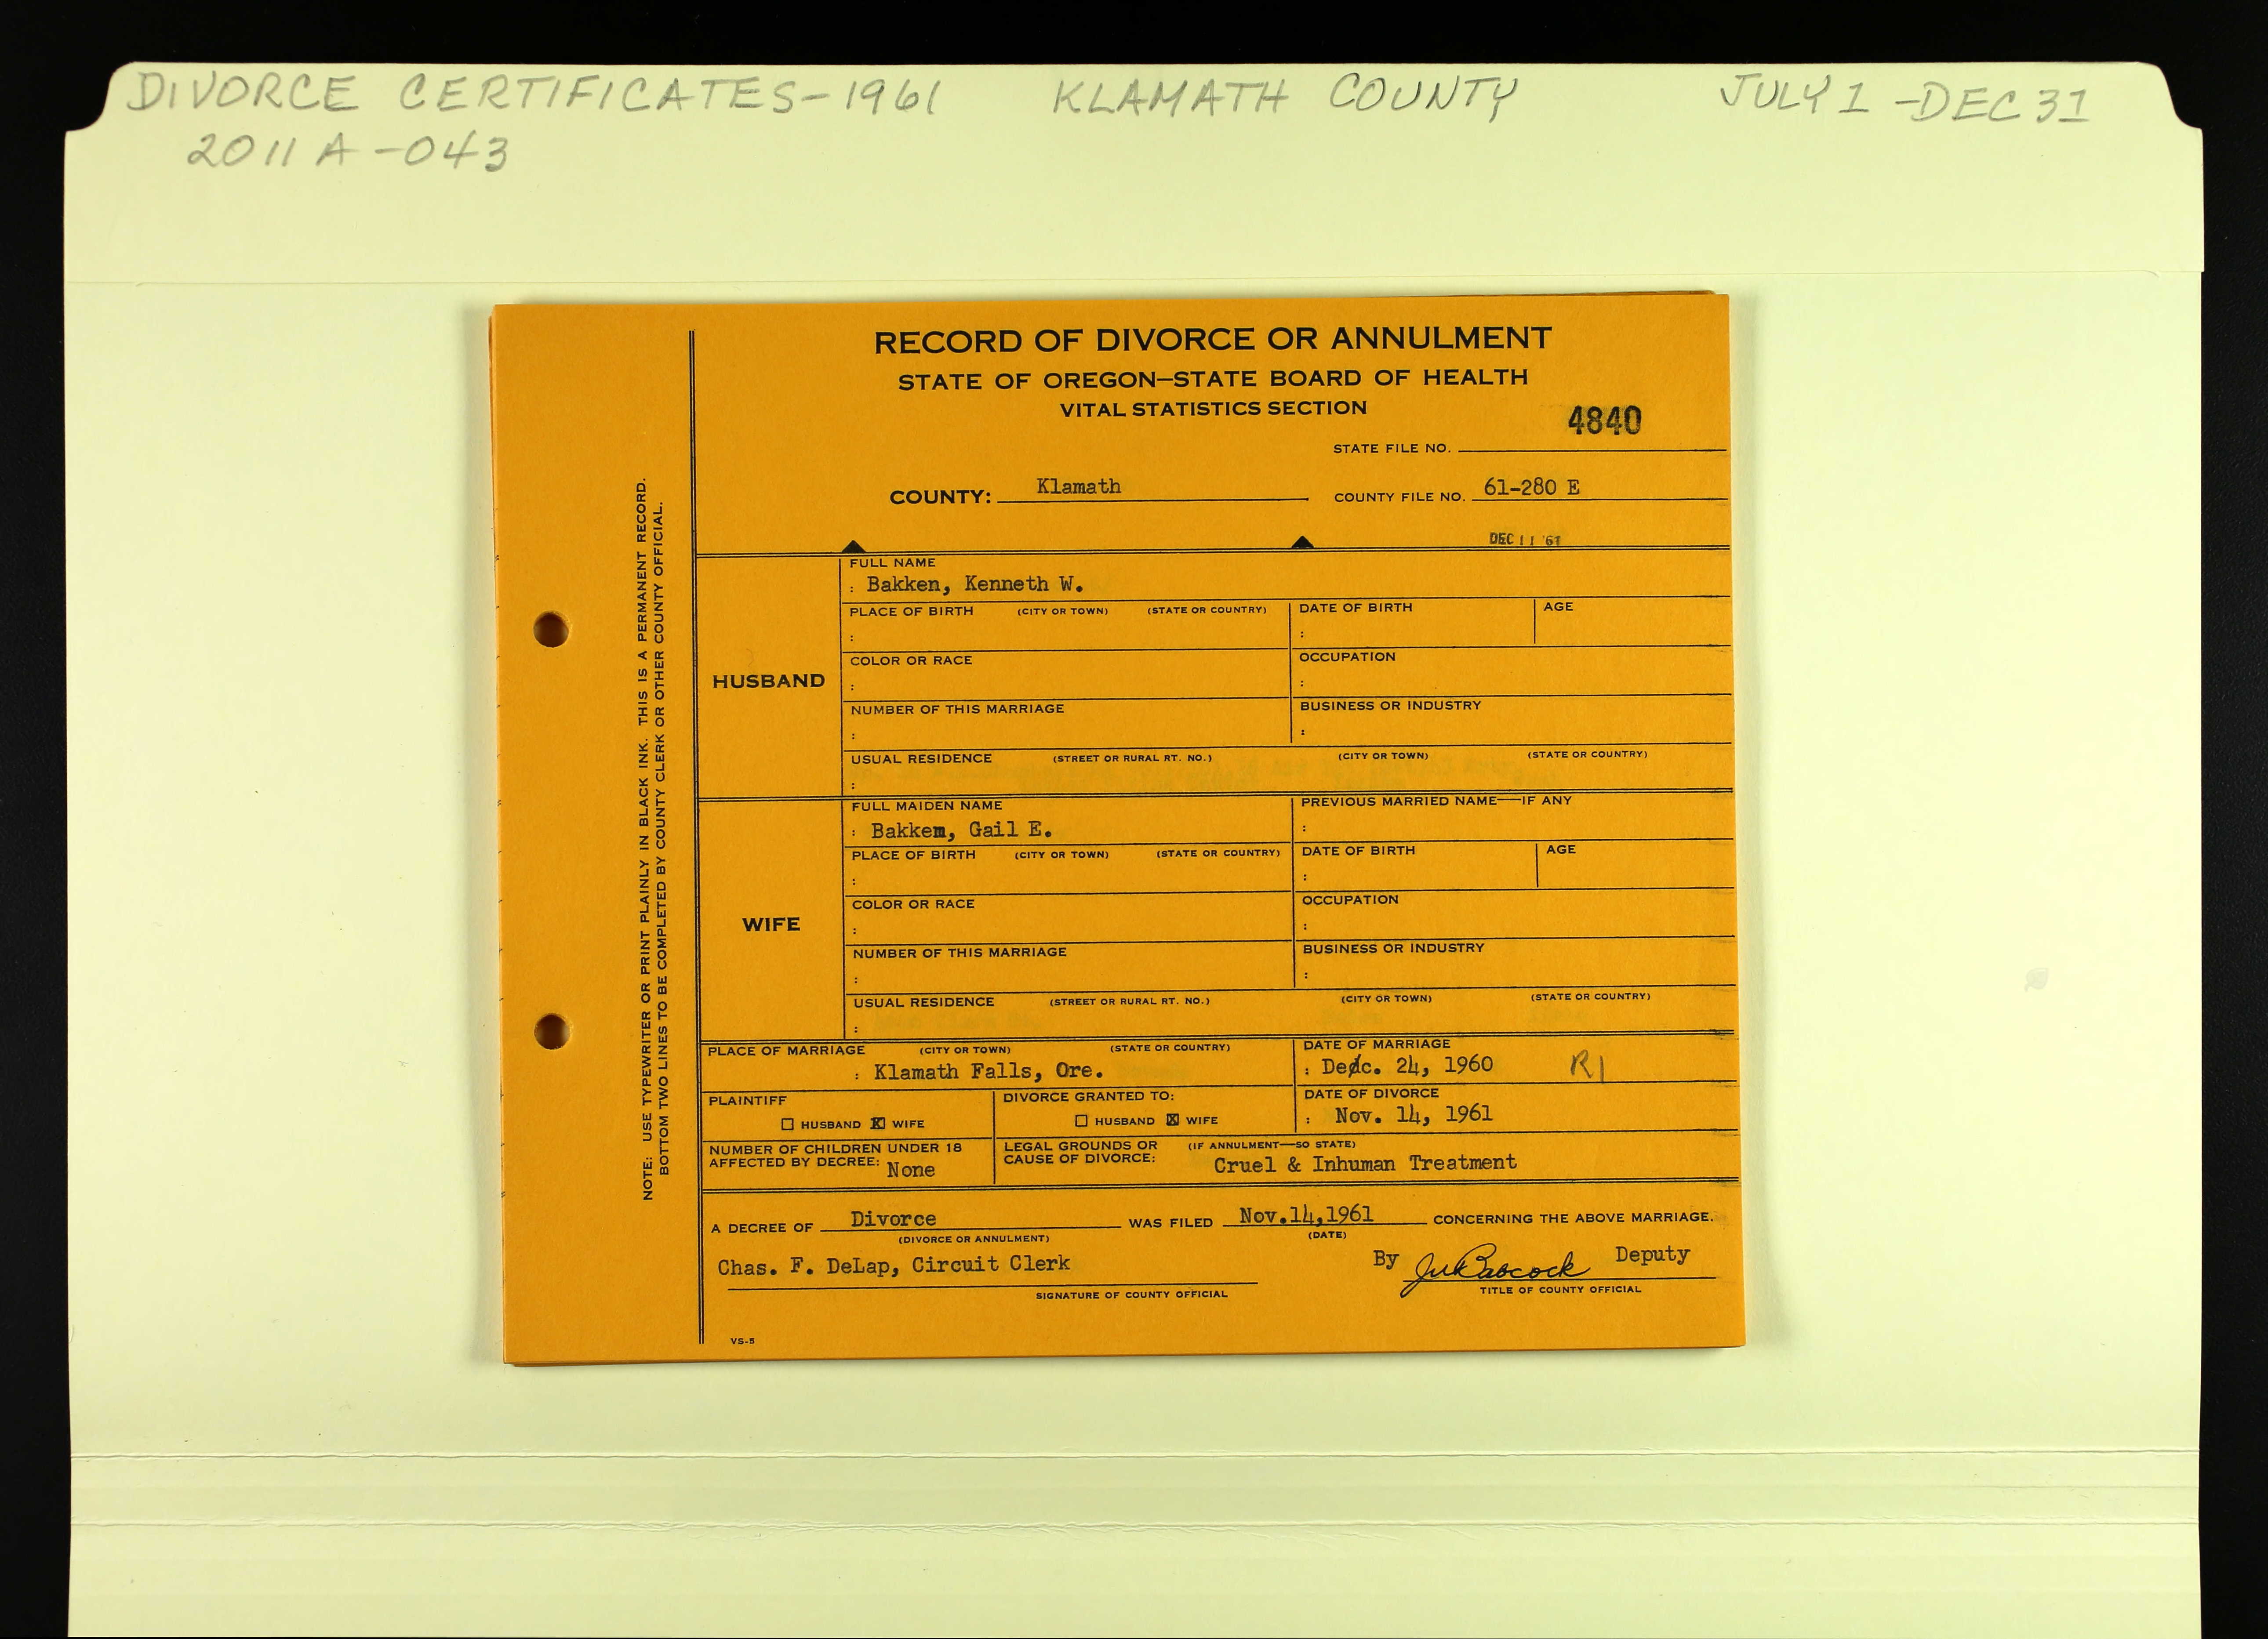 DIVORCE CERTIFICATES-1961 KLAMATH COUNTY JULY 1 -DEC 31
2011 A -043
RECORD OF DIVORCE OR ANNULMENT
STATE OF OREGON—STATE BOARD OF HEALTH
VITAL STATISTICS SECTION
4840
STATE FILE NO.
COUNTY: Klamath COUNTY FILE NO. 61-280 E
DEC 11 '61
NOTE: USE TYPEWRITER OR PRINT PLAINLY IN BLACK INK. THIS IS A PERMANENT RECORD.
BOTTOM TWO LINES TO BE COMPLETED BY COUNTY CLERK OR OTHER COUNTY OFFICIAL.
HUSBAND
FULL NAME
: Bakken, Kenneth W.
PLACE OF BIRTH (CITY OR TOWN) (STATE OR COUNTRY) DATE OF BIRTH AGE
: :
COLOR OR RACE OCCUPATION
: :
NUMBER OF THIS MARRIAGE BUSINESS OR INDUSTRY
: :
USUAL RESIDENCE (STREET OR RURAL RT. NO.) (CITY OR TOWN) (STATE OR COUNTRY)
:
WIFE
FULL MAIDEN NAME PREVIOUS MARRIED NAME—IF ANY
: Bakken, Gail E. :
PLACE OF BIRTH (CITY OR TOWN) (STATE OR COUNTRY) DATE OF BIRTH AGE
: :
COLOR OR RACE OCCUPATION
: :
NUMBER OF THIS MARRIAGE BUSINESS OR INDUSTRY
: :
USUAL RESIDENCE (STREET OR RURAL RT. NO.) (CITY OR TOWN) (STATE OR COUNTRY)
:
PLACE OF MARRIAGE (CITY OR TOWN) (STATE OR COUNTRY) DATE OF MARRIAGE
: Klamath Falls, Ore. : Dec. 24, 1960 R1
PLAINTIFF DIVORCE GRANTED TO: DATE OF DIVORCE
☐ HUSBAND ☒ WIFE ☐ HUSBAND ☒ WIFE : Nov. 14, 1961
NUMBER OF CHILDREN UNDER 18 LEGAL GROUNDS OR (IF ANNULMENT—SO STATE)
AFFECTED BY DECREE: None CAUSE OF DIVORCE: Cruel & Inhuman Treatment
A DECREE OF Divorce WAS FILED Nov.14,1961 CONCERNING THE ABOVE MARRIAGE.
(DIVORCE OR ANNULMENT) (DATE)
Chas. F. DeLap, Circuit Clerk By Babcock Deputy
SIGNATURE OF COUNTY OFFICIAL TITLE OF COUNTY OFFICIAL
VS-5